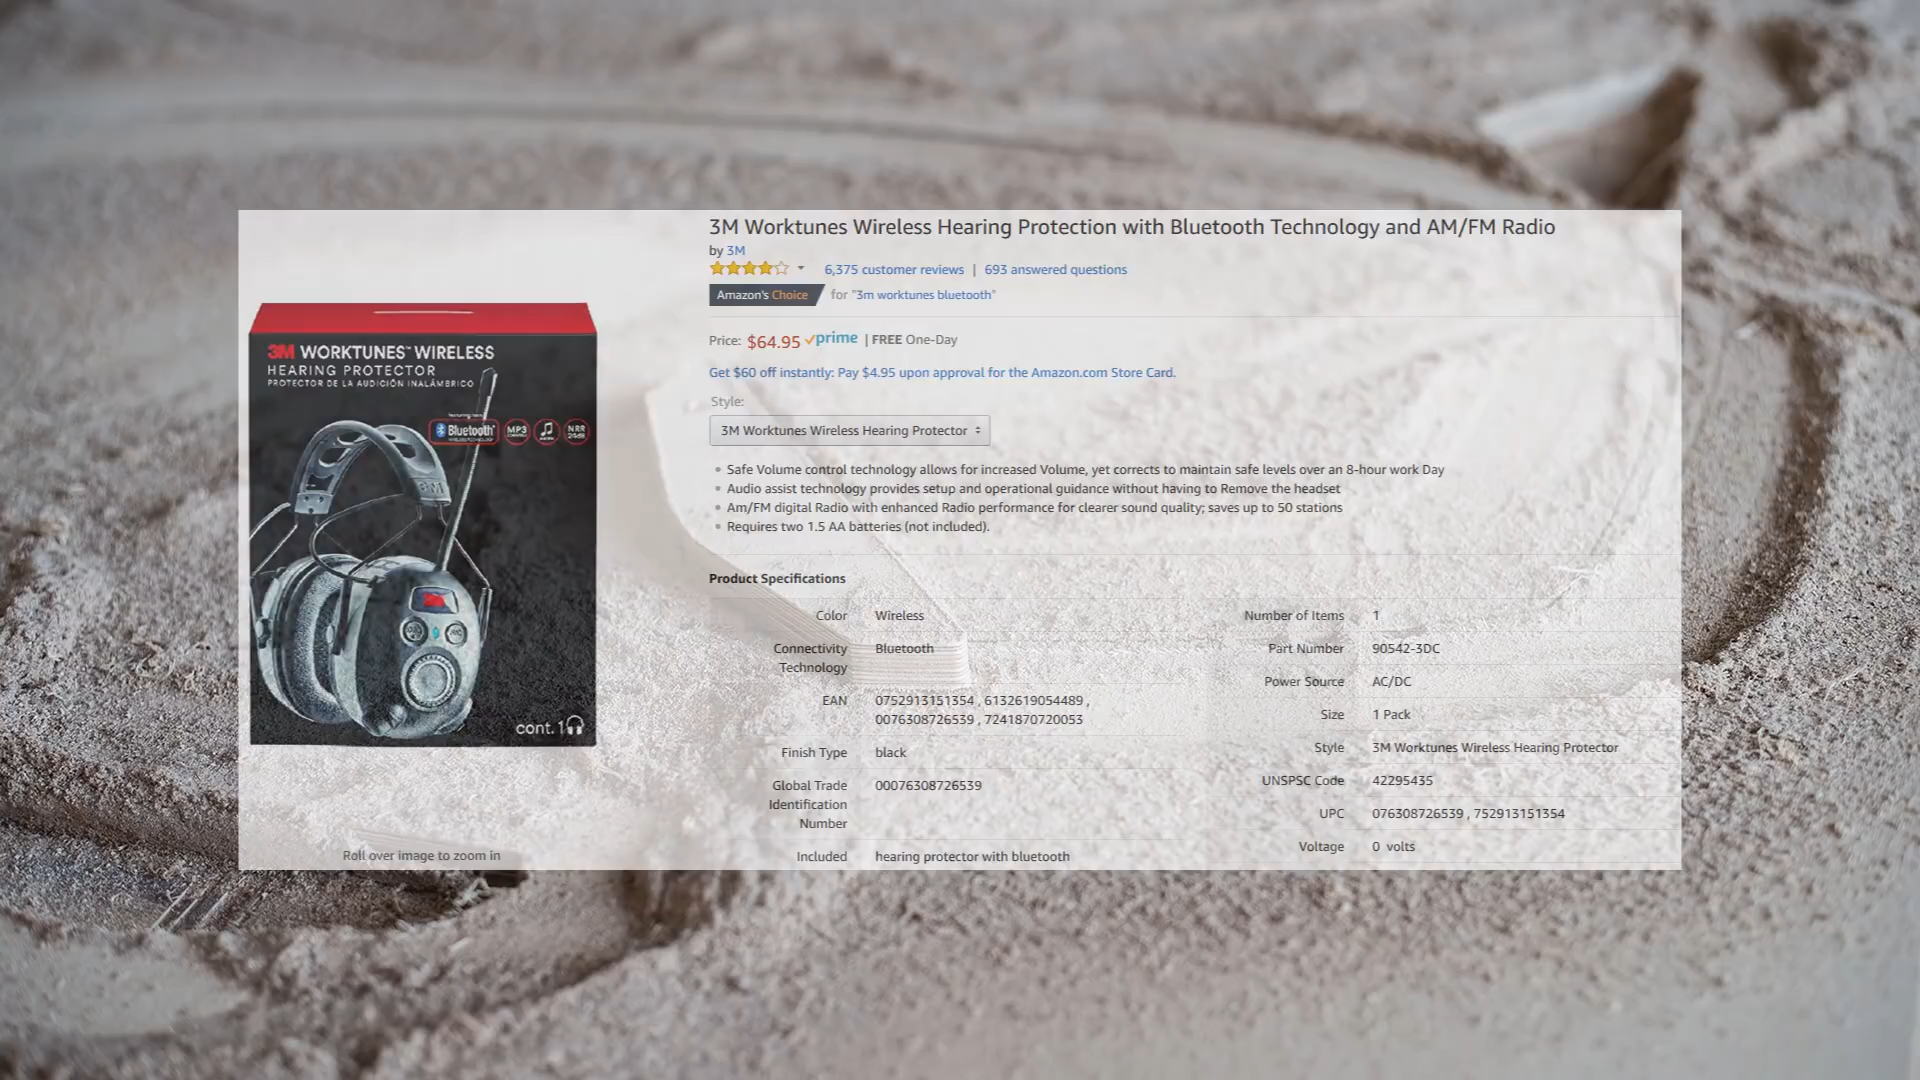 3M Worktunes Wireless Hearing Protection with Bluetooth Technology and AM/FM Radio
by 3M
6,375 customer reviews | 693 answered questions
Amazon's Choice for "3m worktunes bluetooth"
Price: $64.95 prime | FREE One-Day
Get $60 off instantly: Pay $4.95 upon approval for the Amazon.com Store Card.
Style:
3M Worktunes Wireless Hearing Protector
Safe Volume control technology allows for increased Volume, yet corrects to maintain safe levels over an 8-hour work Day
Audio assist technology provides setup and operational guidance without having to Remove the headset
Am/FM digital Radio with enhanced Radio performance for clearer sound quality; saves up to 50 stations
Requires two 1.5 AA batteries (not included).
3M WORKTUNES™ WIRELESS
HEARING PROTECTOR
PROTECTOR DE LA AUDICIÓN INALÁMBRICO
Bluetooth®
MP3
NRR
24dB
3M
3M
cont. 1
Roll over image to zoom in
Product Specifications
Color Wireless
Connectivity Technology Bluetooth
EAN 0752913151354 , 6132619054489 ,
0076308726539 , 7241870720053
Finish Type black
Global Trade Identification Number 00076308726539
Included hearing protector with bluetooth
Number of Items 1
Part Number 90542-3DC
Power Source AC/DC
Size 1 Pack
Style 3M Worktunes Wireless Hearing Protector
UNSPSC Code 42295435
UPC 076308726539 , 752913151354
Voltage 0 volts